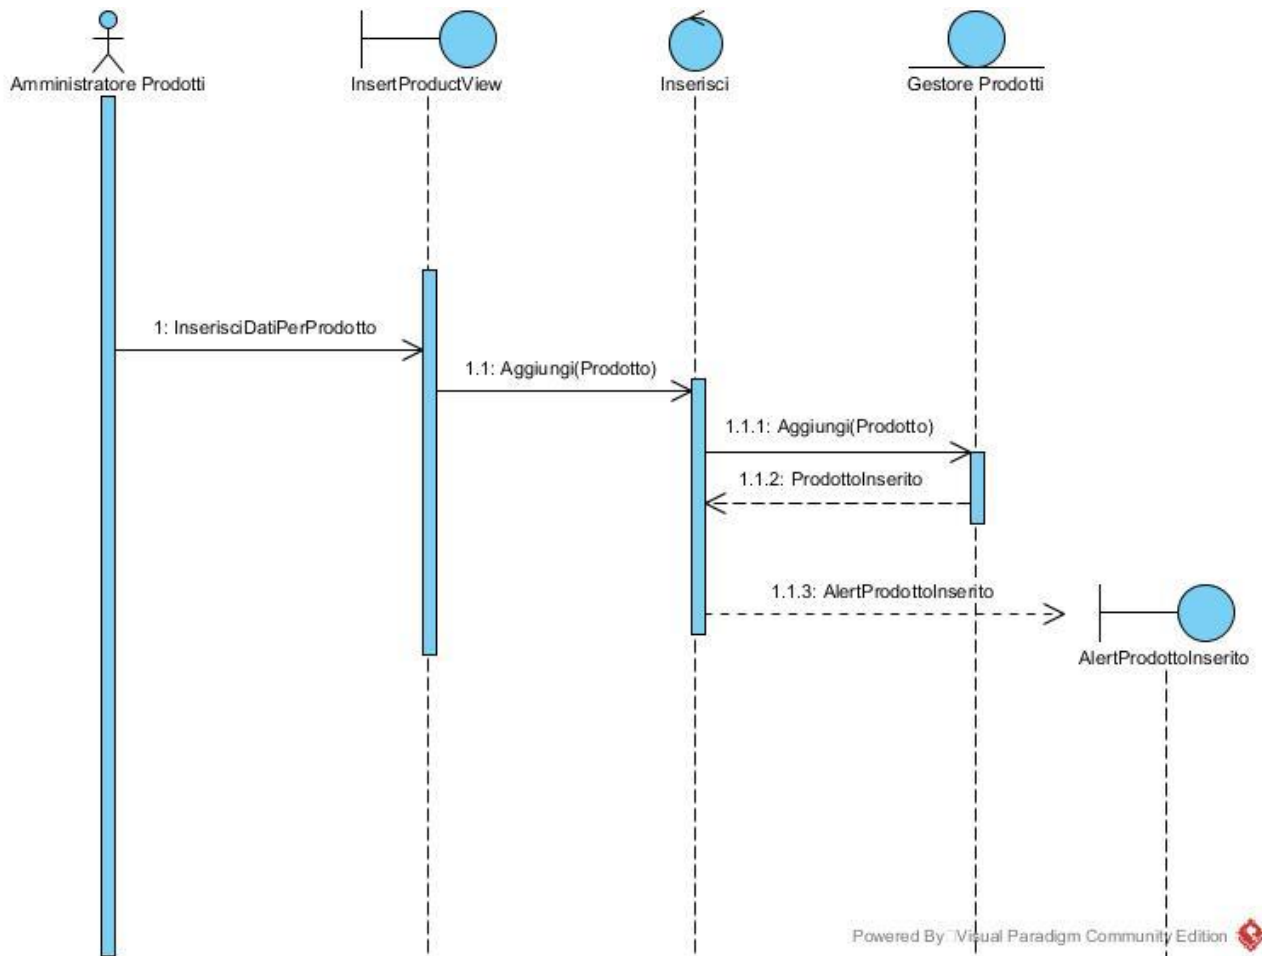 Amministratore Prodotti
InsertProductView
Inserisci
Gestore Prodotti
1: InserisciDatiPerProdotto
1.1: Aggiungi(Prodotto)
1.1.1: Aggiungi(Prodotto)
1.1.2: ProdottoInserito
1.1.3: AlertProdottoInserito
AlertProdottoInserito
Powered By Visual Paradigm Community Edition